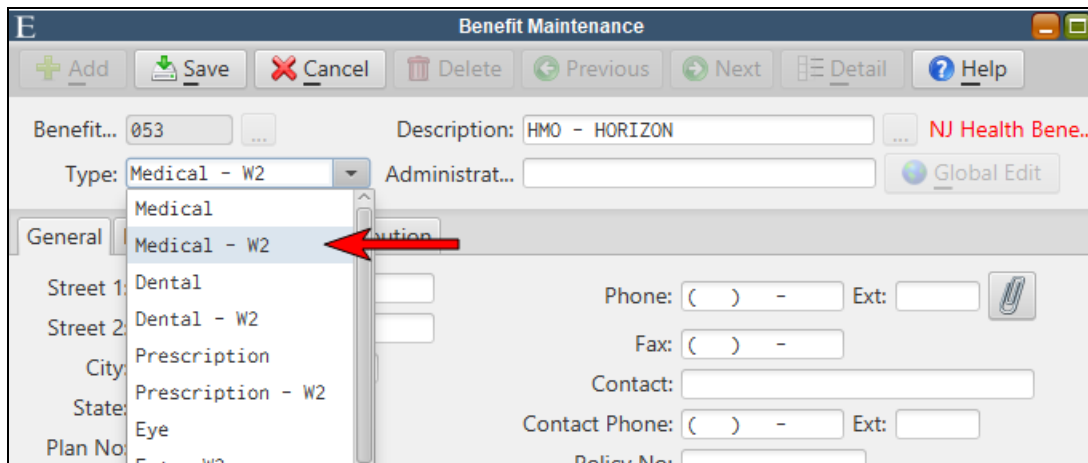 E Benefit Maintenance
Add Save Cancel Delete Previous Next Detail Help
Benefit... 053 ... Description: HMO - HORIZON ... NJ Health Bene..
Type: Medical - W2 Administrat... Global Edit
Medical
General
Medical - W2
Street 1: Dental Phone: ( ) - Ext:
Dental - W2
Street 2: Fax: ( ) -
Prescription
City: Contact:
Prescription - W2
State: Contact Phone: ( ) - Ext:
Eye
Plan No: Policy No: